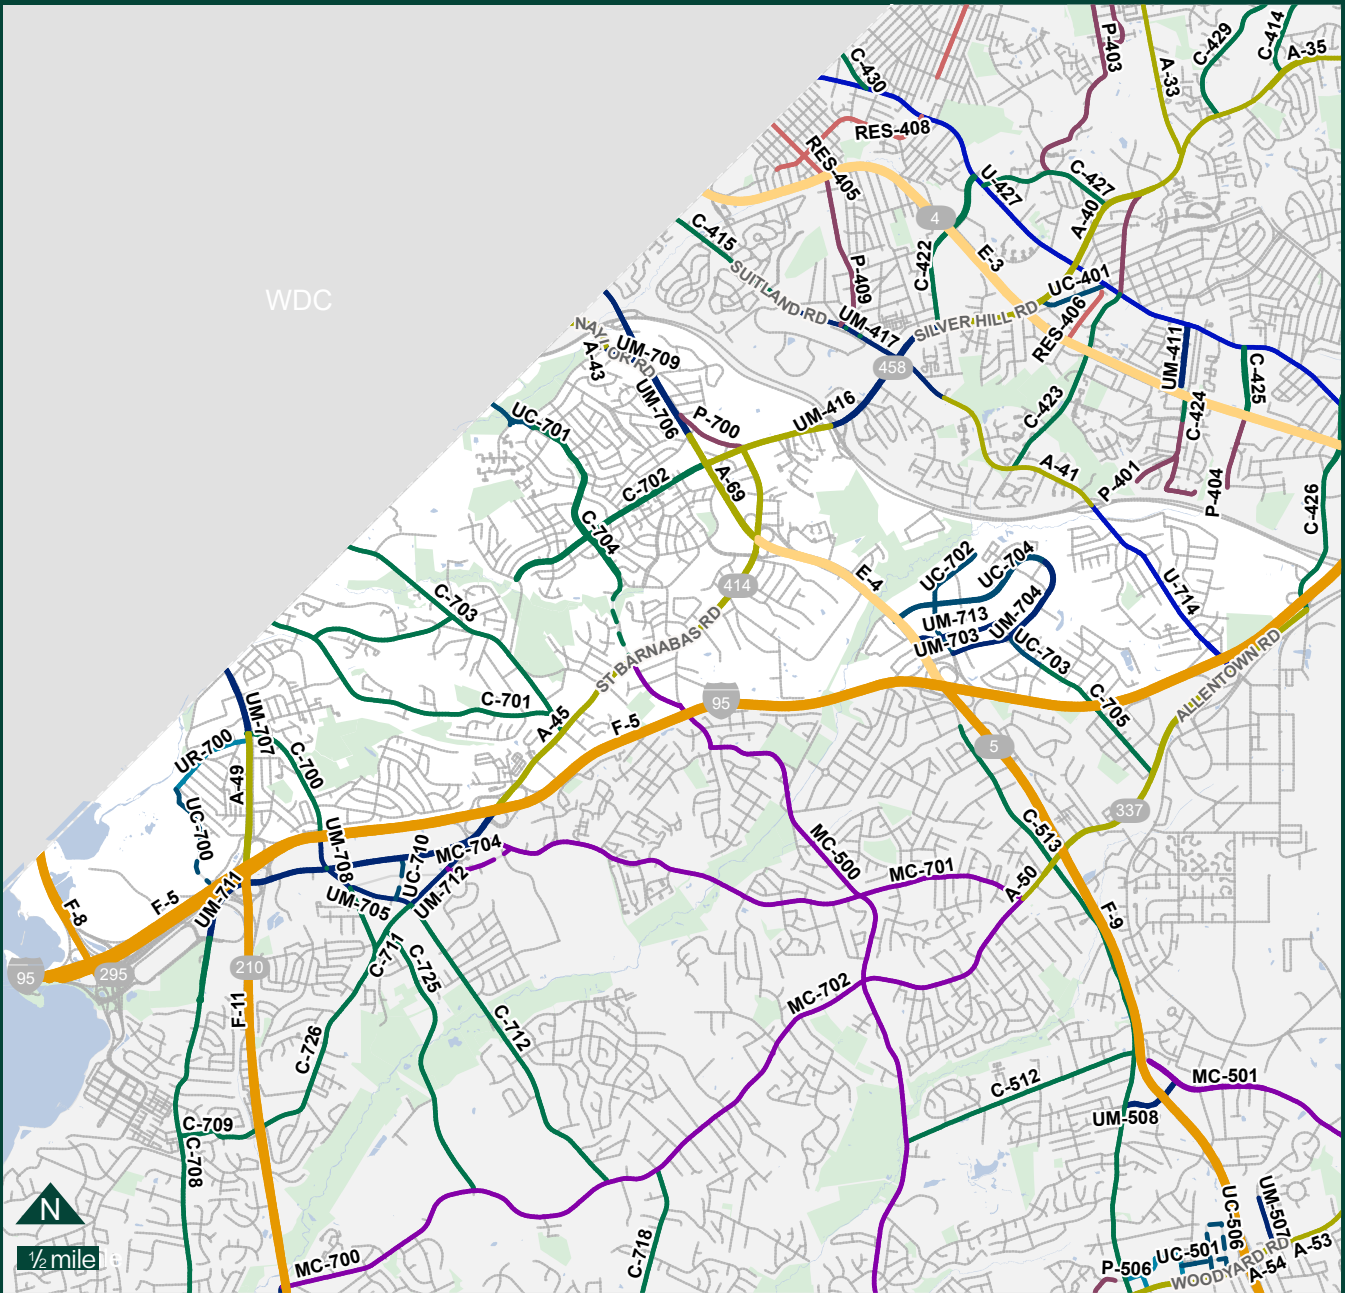 C-429
C-414
P-403
A-35
C-430
A-33
RES-408
RES-405
C-427
U-427
4
A-40
C-415
C-422
E-3
P-409
SUITLAND RD
UC-401
WDC
UM-417
SILVER HILL RD
RES-406
NAYLOR RD
UM-709
A-43
458
UM-411
C-425
UM-706
P-700
UM-416
C-423
C-424
UC-701
A-41
P-401
P-404
C-702
A-69
C-426
C-704
UC-702
UC-704
414
E-4
U-714
C-703
UM-713
UM-704
UM-703
UC-703
ST BARNABAS RD
ALLENTOWN RD
C-701
95
C-705
UM-707
A-45
F-5
UR-700
C-700
5
A-49
337
UC-700
UM-708
UC-710
MC-704
MC-500
C-513
MC-701
A-50
UM-711
UM-705
UM-712
F-8
F-5
F-9
C-711
C-725
95
295
210
MC-702
F-11
C-726
C-712
C-512
MC-501
UM-508
C-709
C-708
N
½ mile
MC-700
C-718
UC-506
UM-507
UC-501
P-506
WOODYARD RD
A-54
A-53